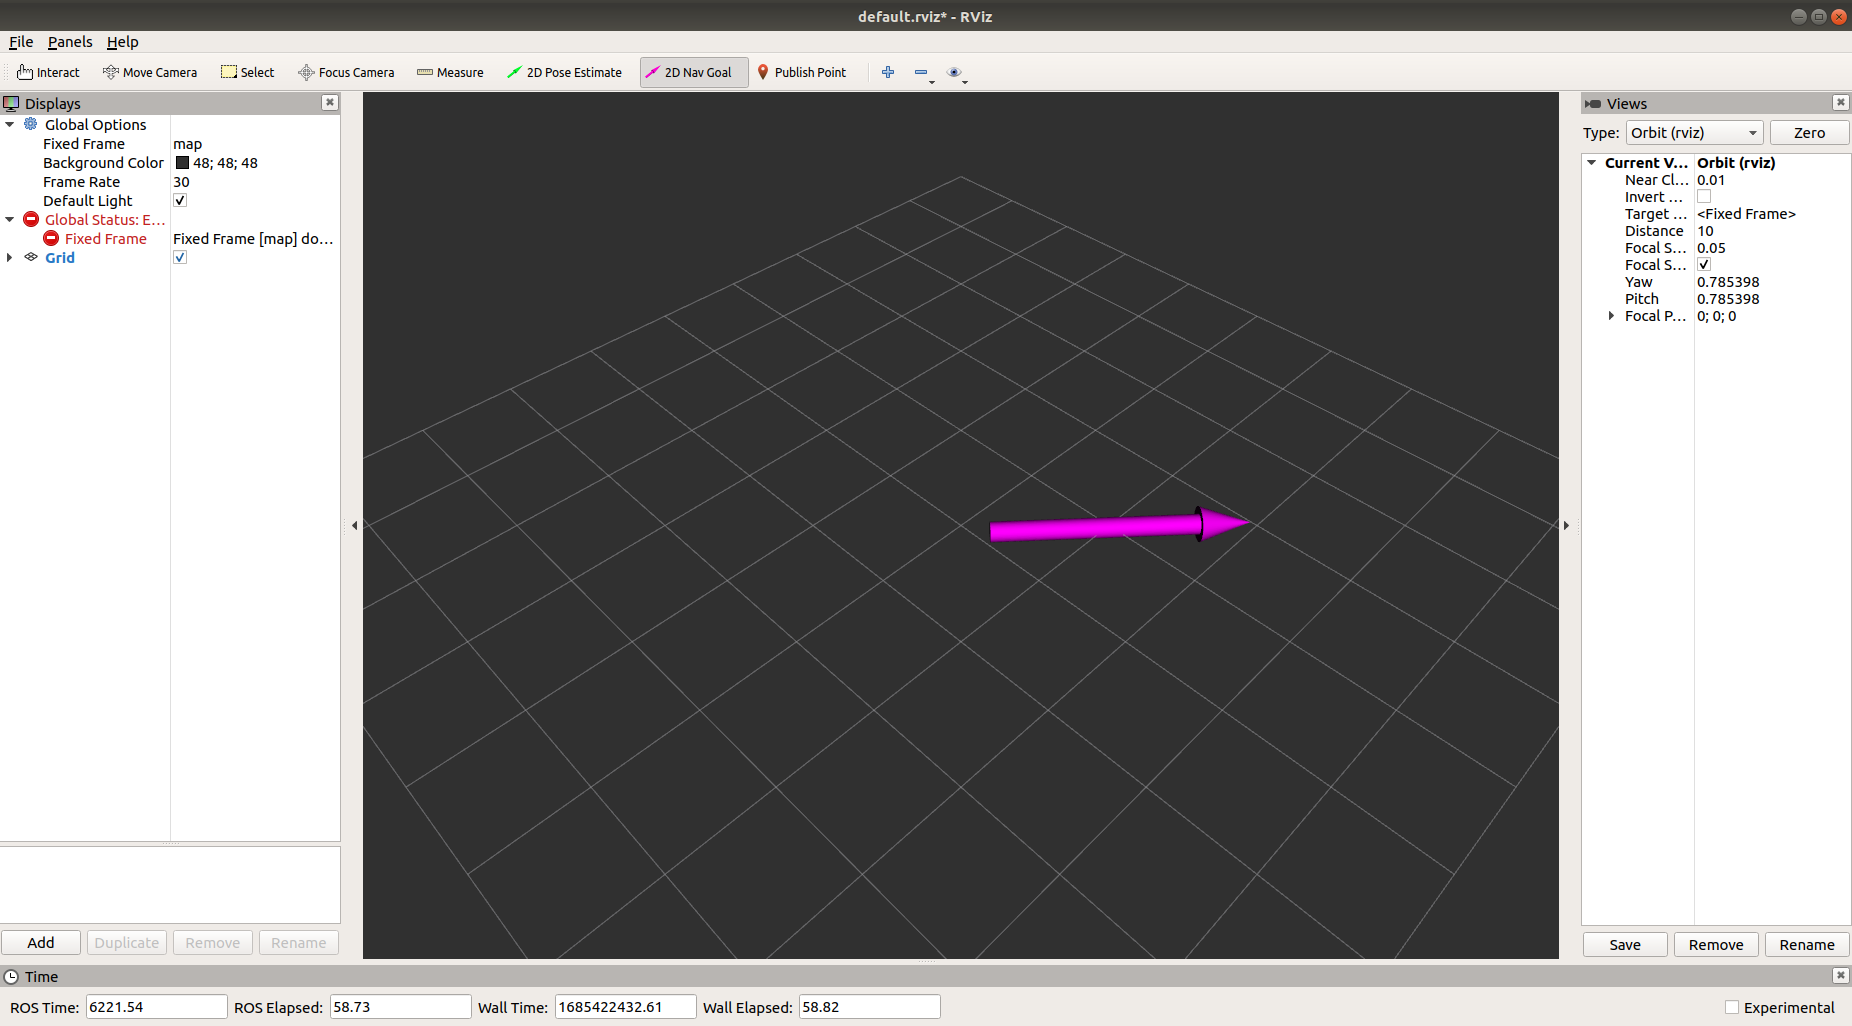 default.rviz* - RViz
File Panels Help
Interact Move Camera Select Focus Camera Measure 2D Pose Estimate 2D Nav Goal Publish Point
Displays
Global Options
Fixed Frame map
Background Color 48; 48; 48
Frame Rate 30
Default Light
Global Status: E...
Fixed Frame Fixed Frame [map] do...
Grid
Add Duplicate Remove Rename
Views
Type: Orbit (rviz) Zero
Current V... Orbit (rviz)
Near Cl... 0.01
Invert ...
Target ... <Fixed Frame>
Distance 10
Focal S... 0.05
Focal S...
Yaw 0.785398
Pitch 0.785398
Focal P... 0; 0; 0
Save Remove Rename
Time
ROS Time: 6221.54 ROS Elapsed: 58.73 Wall Time: 1685422432.61 Wall Elapsed: 58.82 Experimental